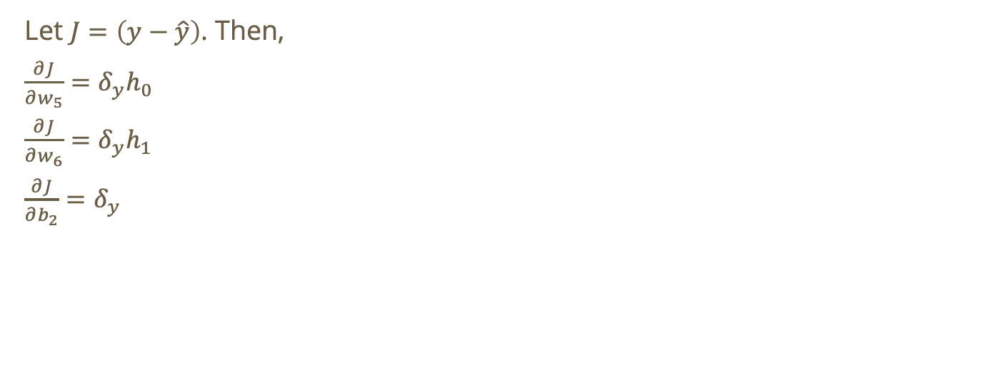 Let J = (y − ŷ). Then,
∂J/∂w₅ = δ_y h₀
∂J/∂w₆ = δ_y h₁
∂J/∂b₂ = δ_y